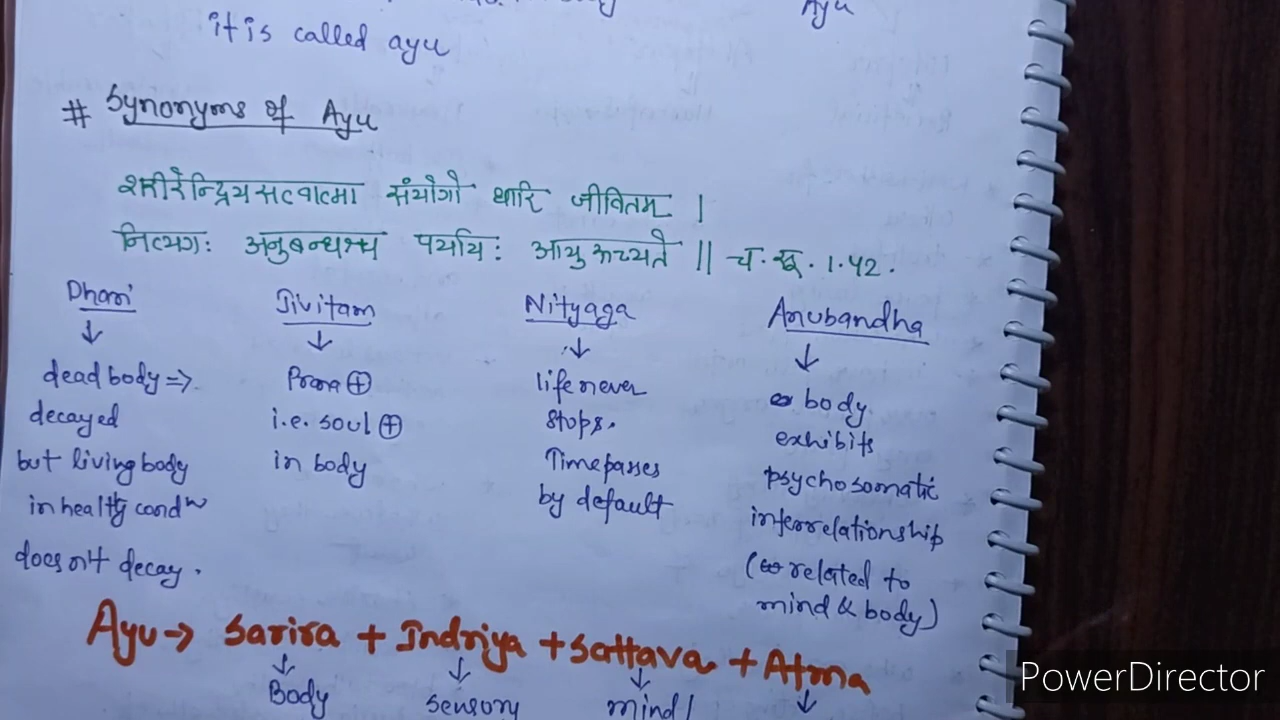 Ayu
it is called ayu
# Synonyms of Ayu
शरीरेन्द्रियसत्वात्मा संयोगो धारि जीवितम् ।
नित्यगः अनुबन्धश्च पर्यायैः आयु रुच्यते ॥ च.सू. 1.42.
Dhari Jivitam Nityaga Anubandha
↓ ↓ ↓ ↓
dead body => Prana ⊕ life never body
decayed i.e. soul ⊕ stops. exhibits
but living body in body Time passes psychosomatic
in healthy condn by default interrelationship
doesn't decay. (related to
mind & body)
Ayu → Sarira + Indriya + Sattava + Atma
↓ ↓ ↓ ↓
Body sensory mind/
PowerDirector